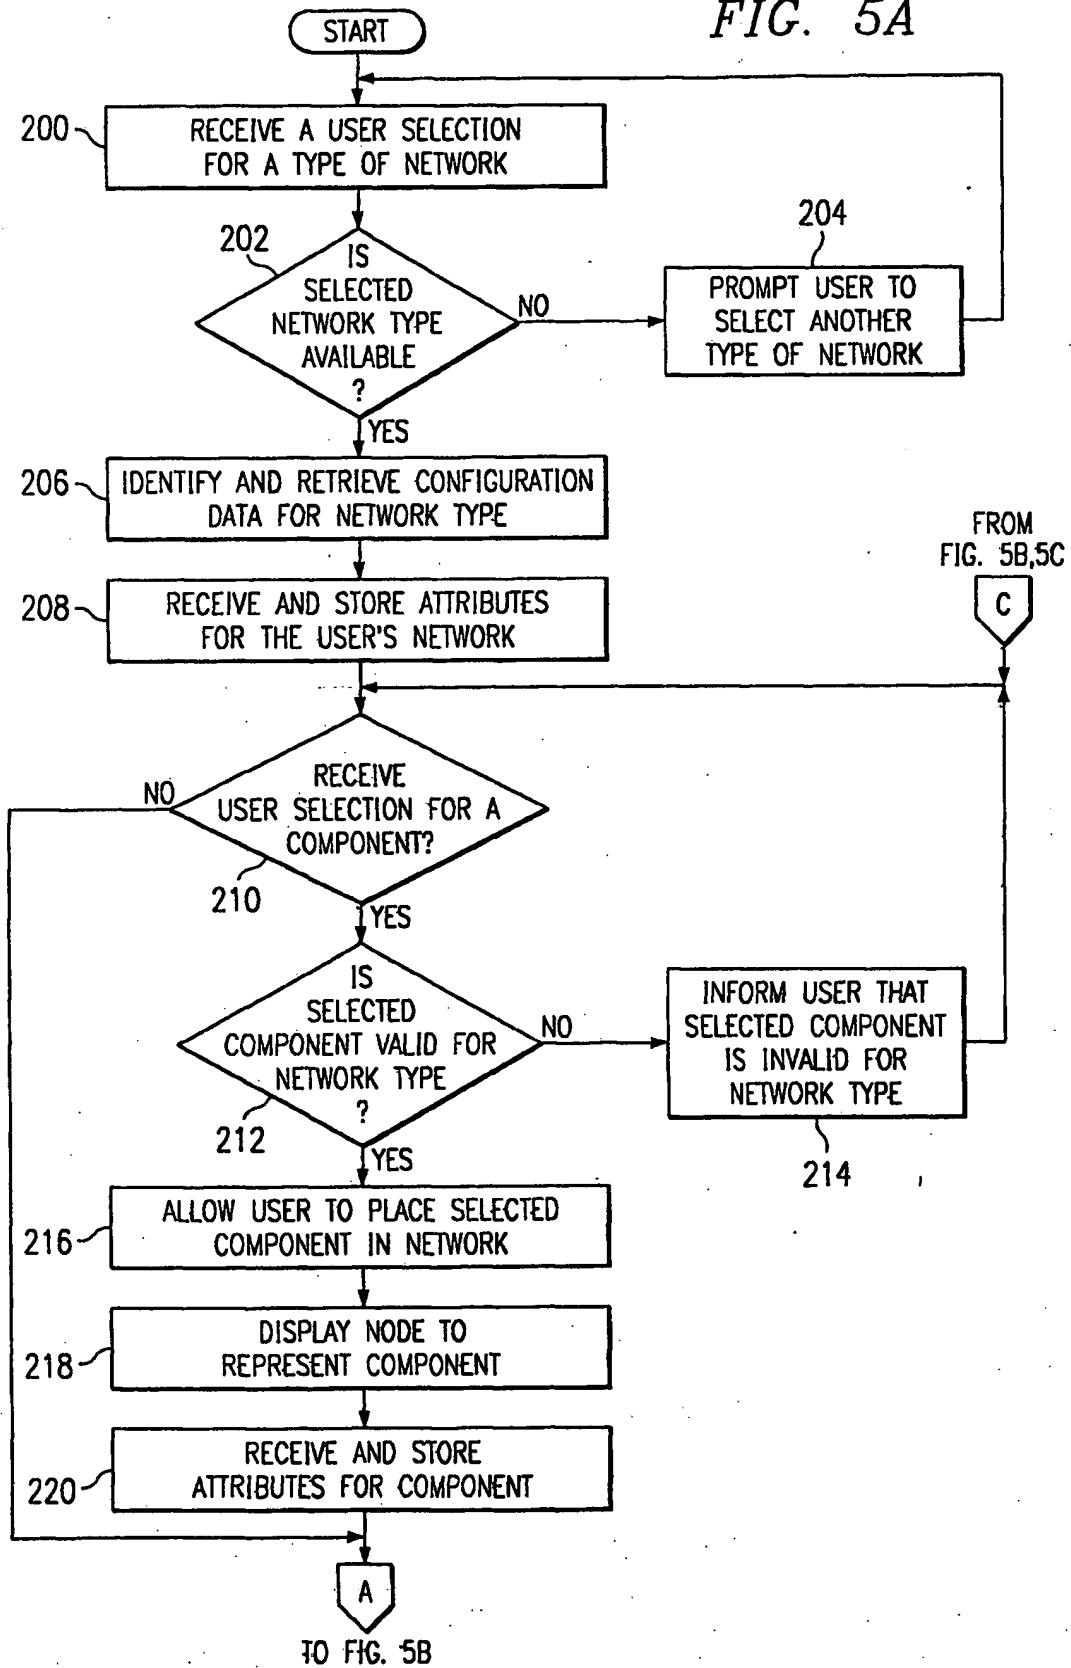 FIG. 5A
START
200
RECEIVE A USER SELECTION
FOR A TYPE OF NETWORK
202
IS
SELECTED
NETWORK TYPE
AVAILABLE
?
NO
204
PROMPT USER TO
SELECT ANOTHER
TYPE OF NETWORK
YES
206
IDENTIFY AND RETRIEVE CONFIGURATION
DATA FOR NETWORK TYPE
FROM
FIG. 5B,5C
C
208
RECEIVE AND STORE ATTRIBUTES
FOR THE USER'S NETWORK
NO
RECEIVE
USER SELECTION FOR A
COMPONENT?
210
YES
IS
SELECTED
COMPONENT VALID FOR
NETWORK TYPE
?
212
NO
INFORM USER THAT
SELECTED COMPONENT
IS INVALID FOR
NETWORK TYPE
214
YES
216
ALLOW USER TO PLACE SELECTED
COMPONENT IN NETWORK
218
DISPLAY NODE TO
REPRESENT COMPONENT
220
RECEIVE AND STORE
ATTRIBUTES FOR COMPONENT
A
TO FIG. 5B